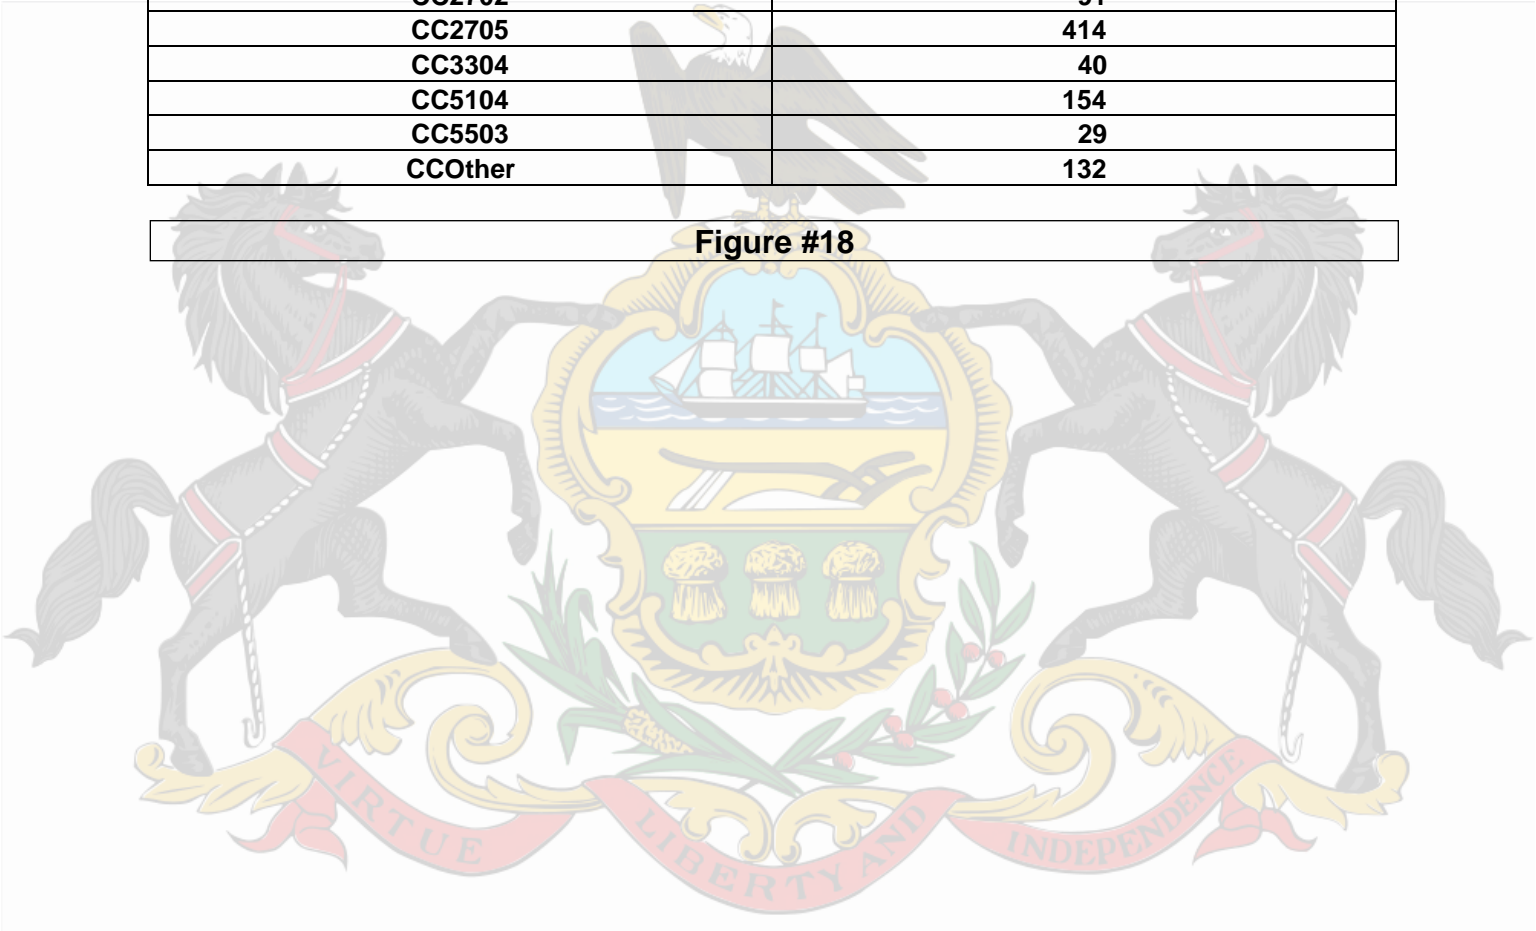 CC2705 414
CC3304 40
CC5104 154
CC5503 29
CCOther 132
Figure #18
VIRTUE LIBERTY AND INDEPENDENCE